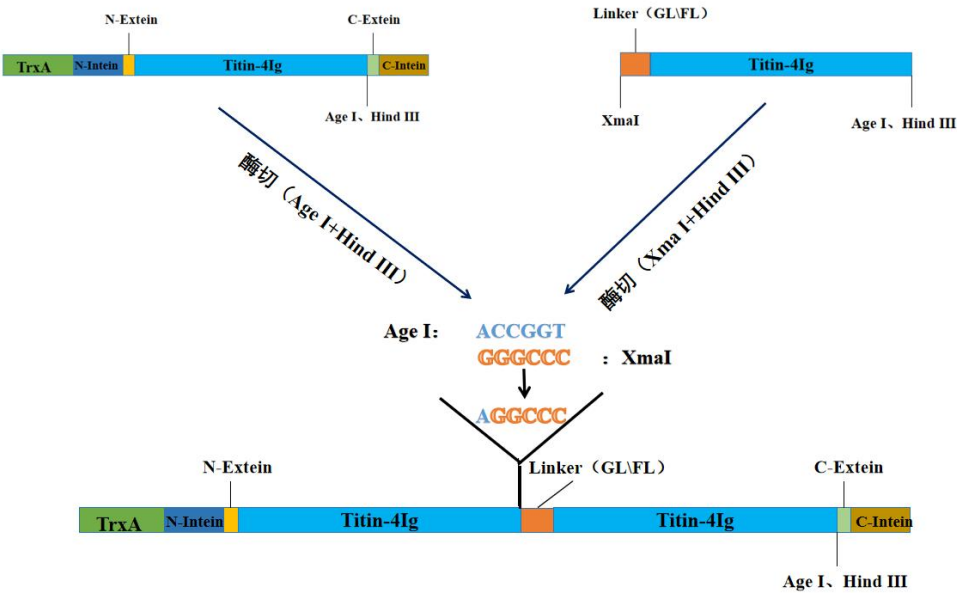 N-Extein
C-Extein
Linker（GL\FL）
TrxA
N-Intein
Titin-4Ig
C-Intein
Titin-4Ig
Age I、Hind III
XmaI
Age I、Hind III
酶切（Age I+Hind III）
酶切（Xma I+Hind III）
Age I：
ACCGGT
GGGCCC
：XmaI
AGGCCC
N-Extein
Linker（GL\FL）
C-Extein
TrxA
N-Intein
Titin-4Ig
Titin-4Ig
C-Intein
Age I、Hind III